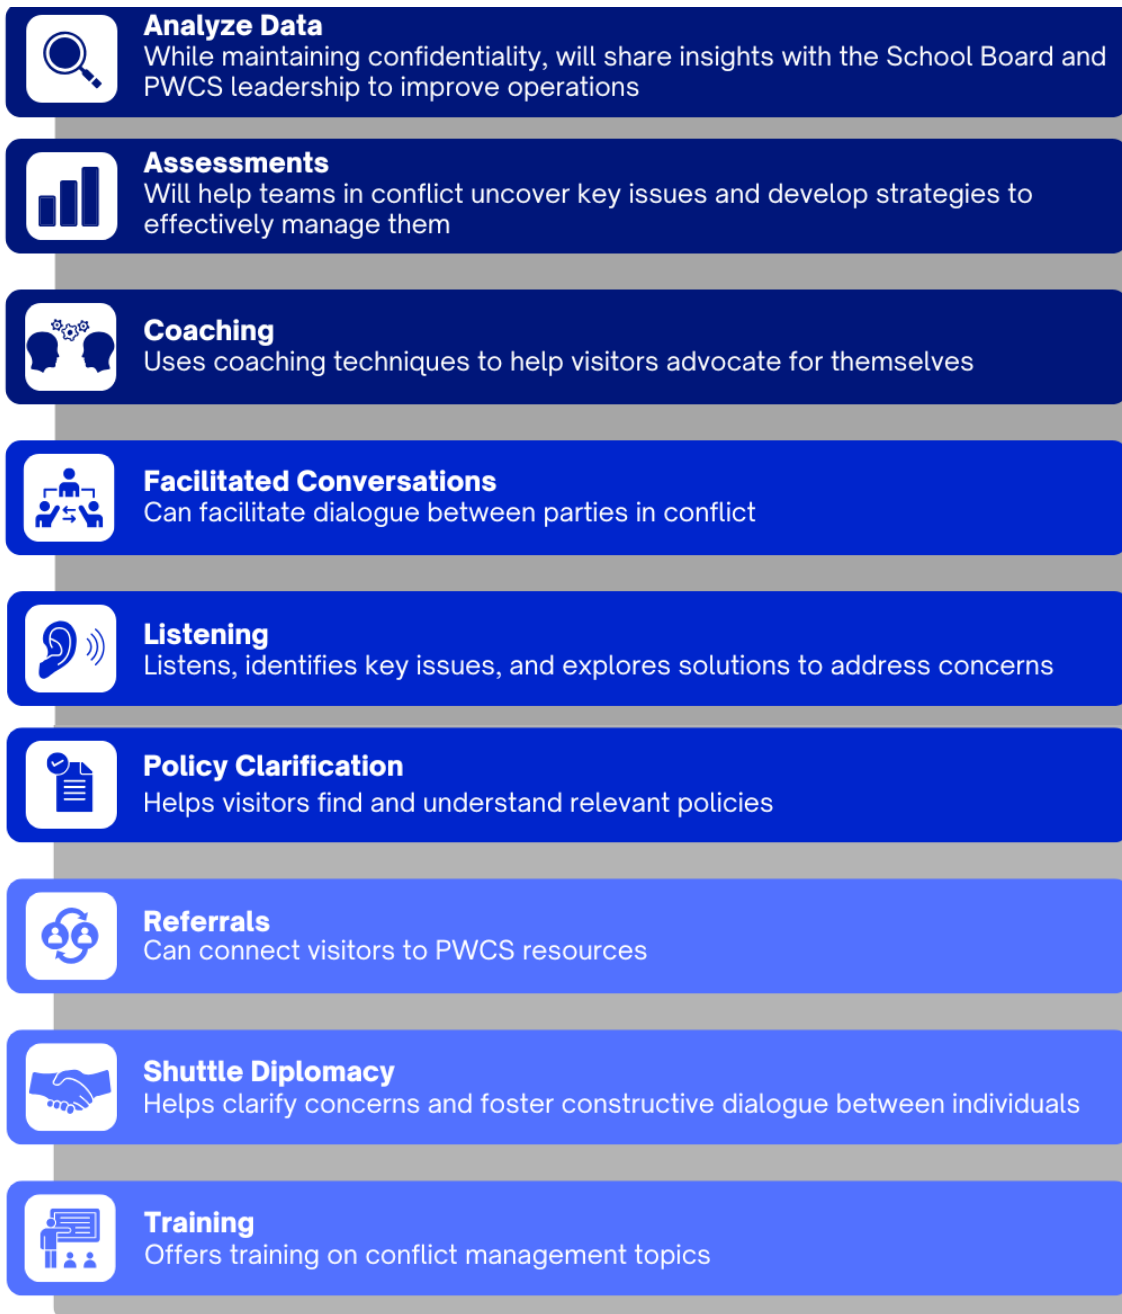 Analyze Data
While maintaining confidentiality, will share insights with the School Board and
PWCS leadership to improve operations
Assessments
Will help teams in conflict uncover key issues and develop strategies to
effectively manage them
Coaching
Uses coaching techniques to help visitors advocate for themselves
Facilitated Conversations
Can facilitate dialogue between parties in conflict
Listening
Listens, identifies key issues, and explores solutions to address concerns
Policy Clarification
Helps visitors find and understand relevant policies
Referrals
Can connect visitors to PWCS resources
Shuttle Diplomacy
Helps clarify concerns and foster constructive dialogue between individuals
Training
Offers training on conflict management topics